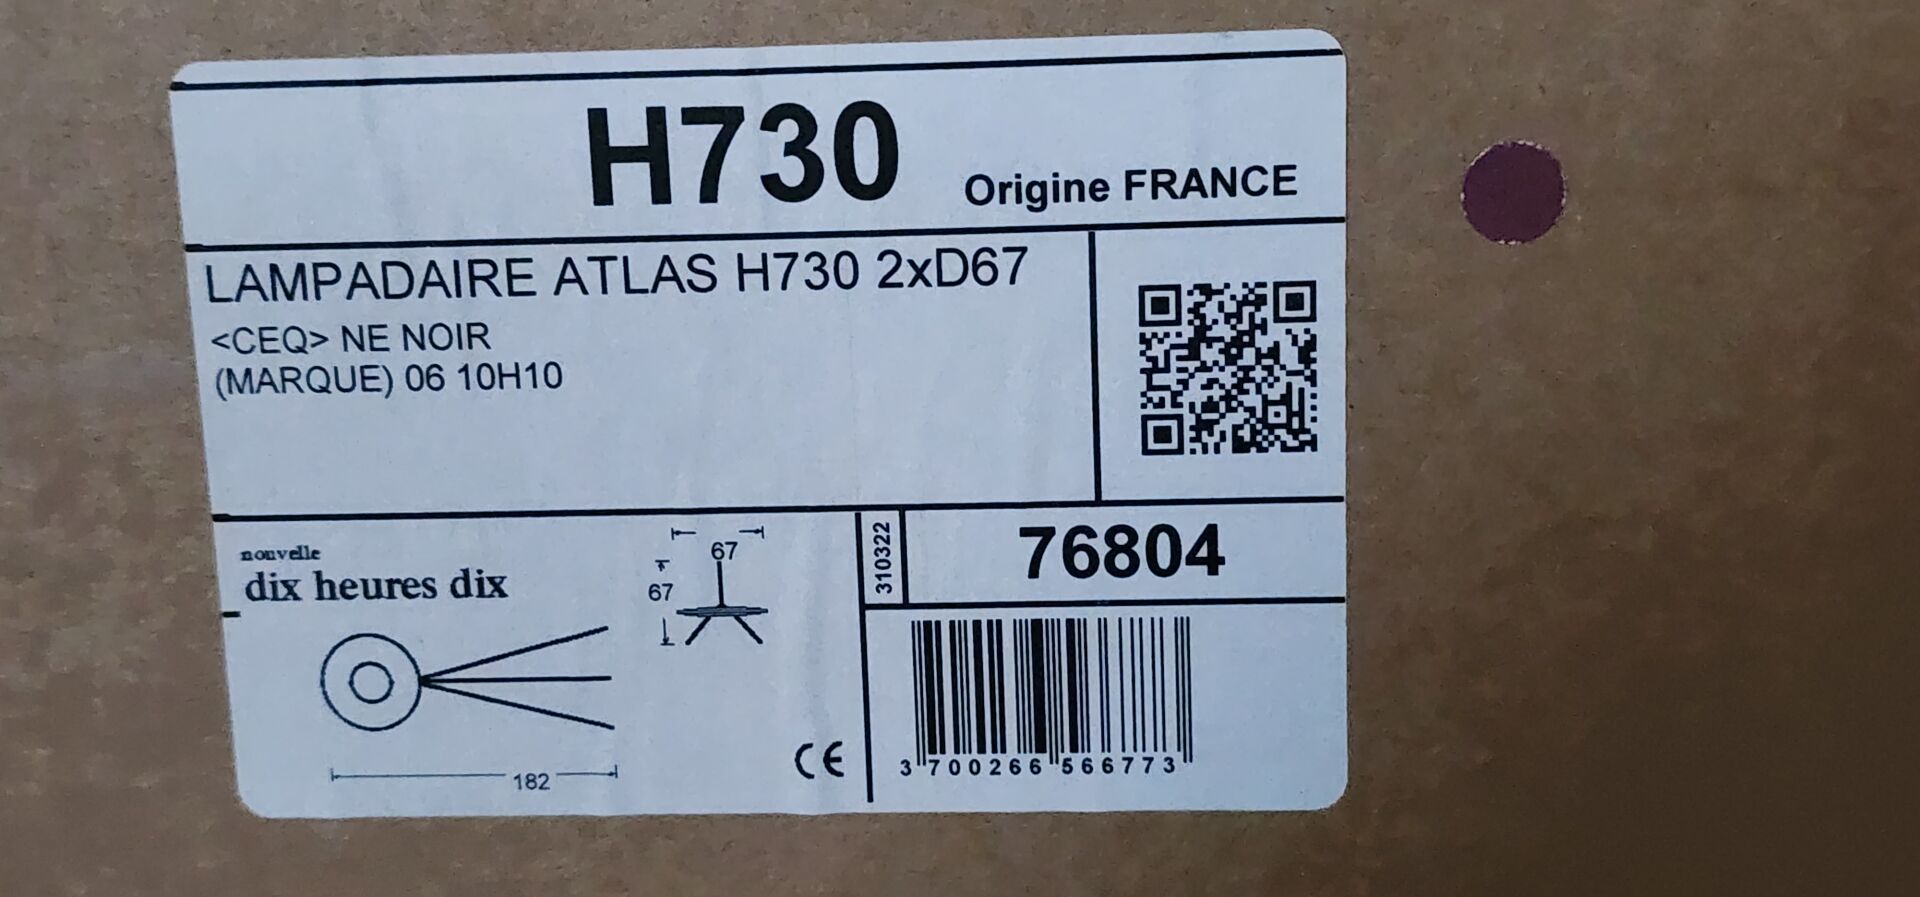 H730
Origine FRANCE
LAMPADAIRE ATLAS H730 2xD67
<CEQ> NE NOIR
(MARQUE) 06 10H10
nouvelle
dix heures dix
67
67
182
CE
310322
76804
3 700266 566773